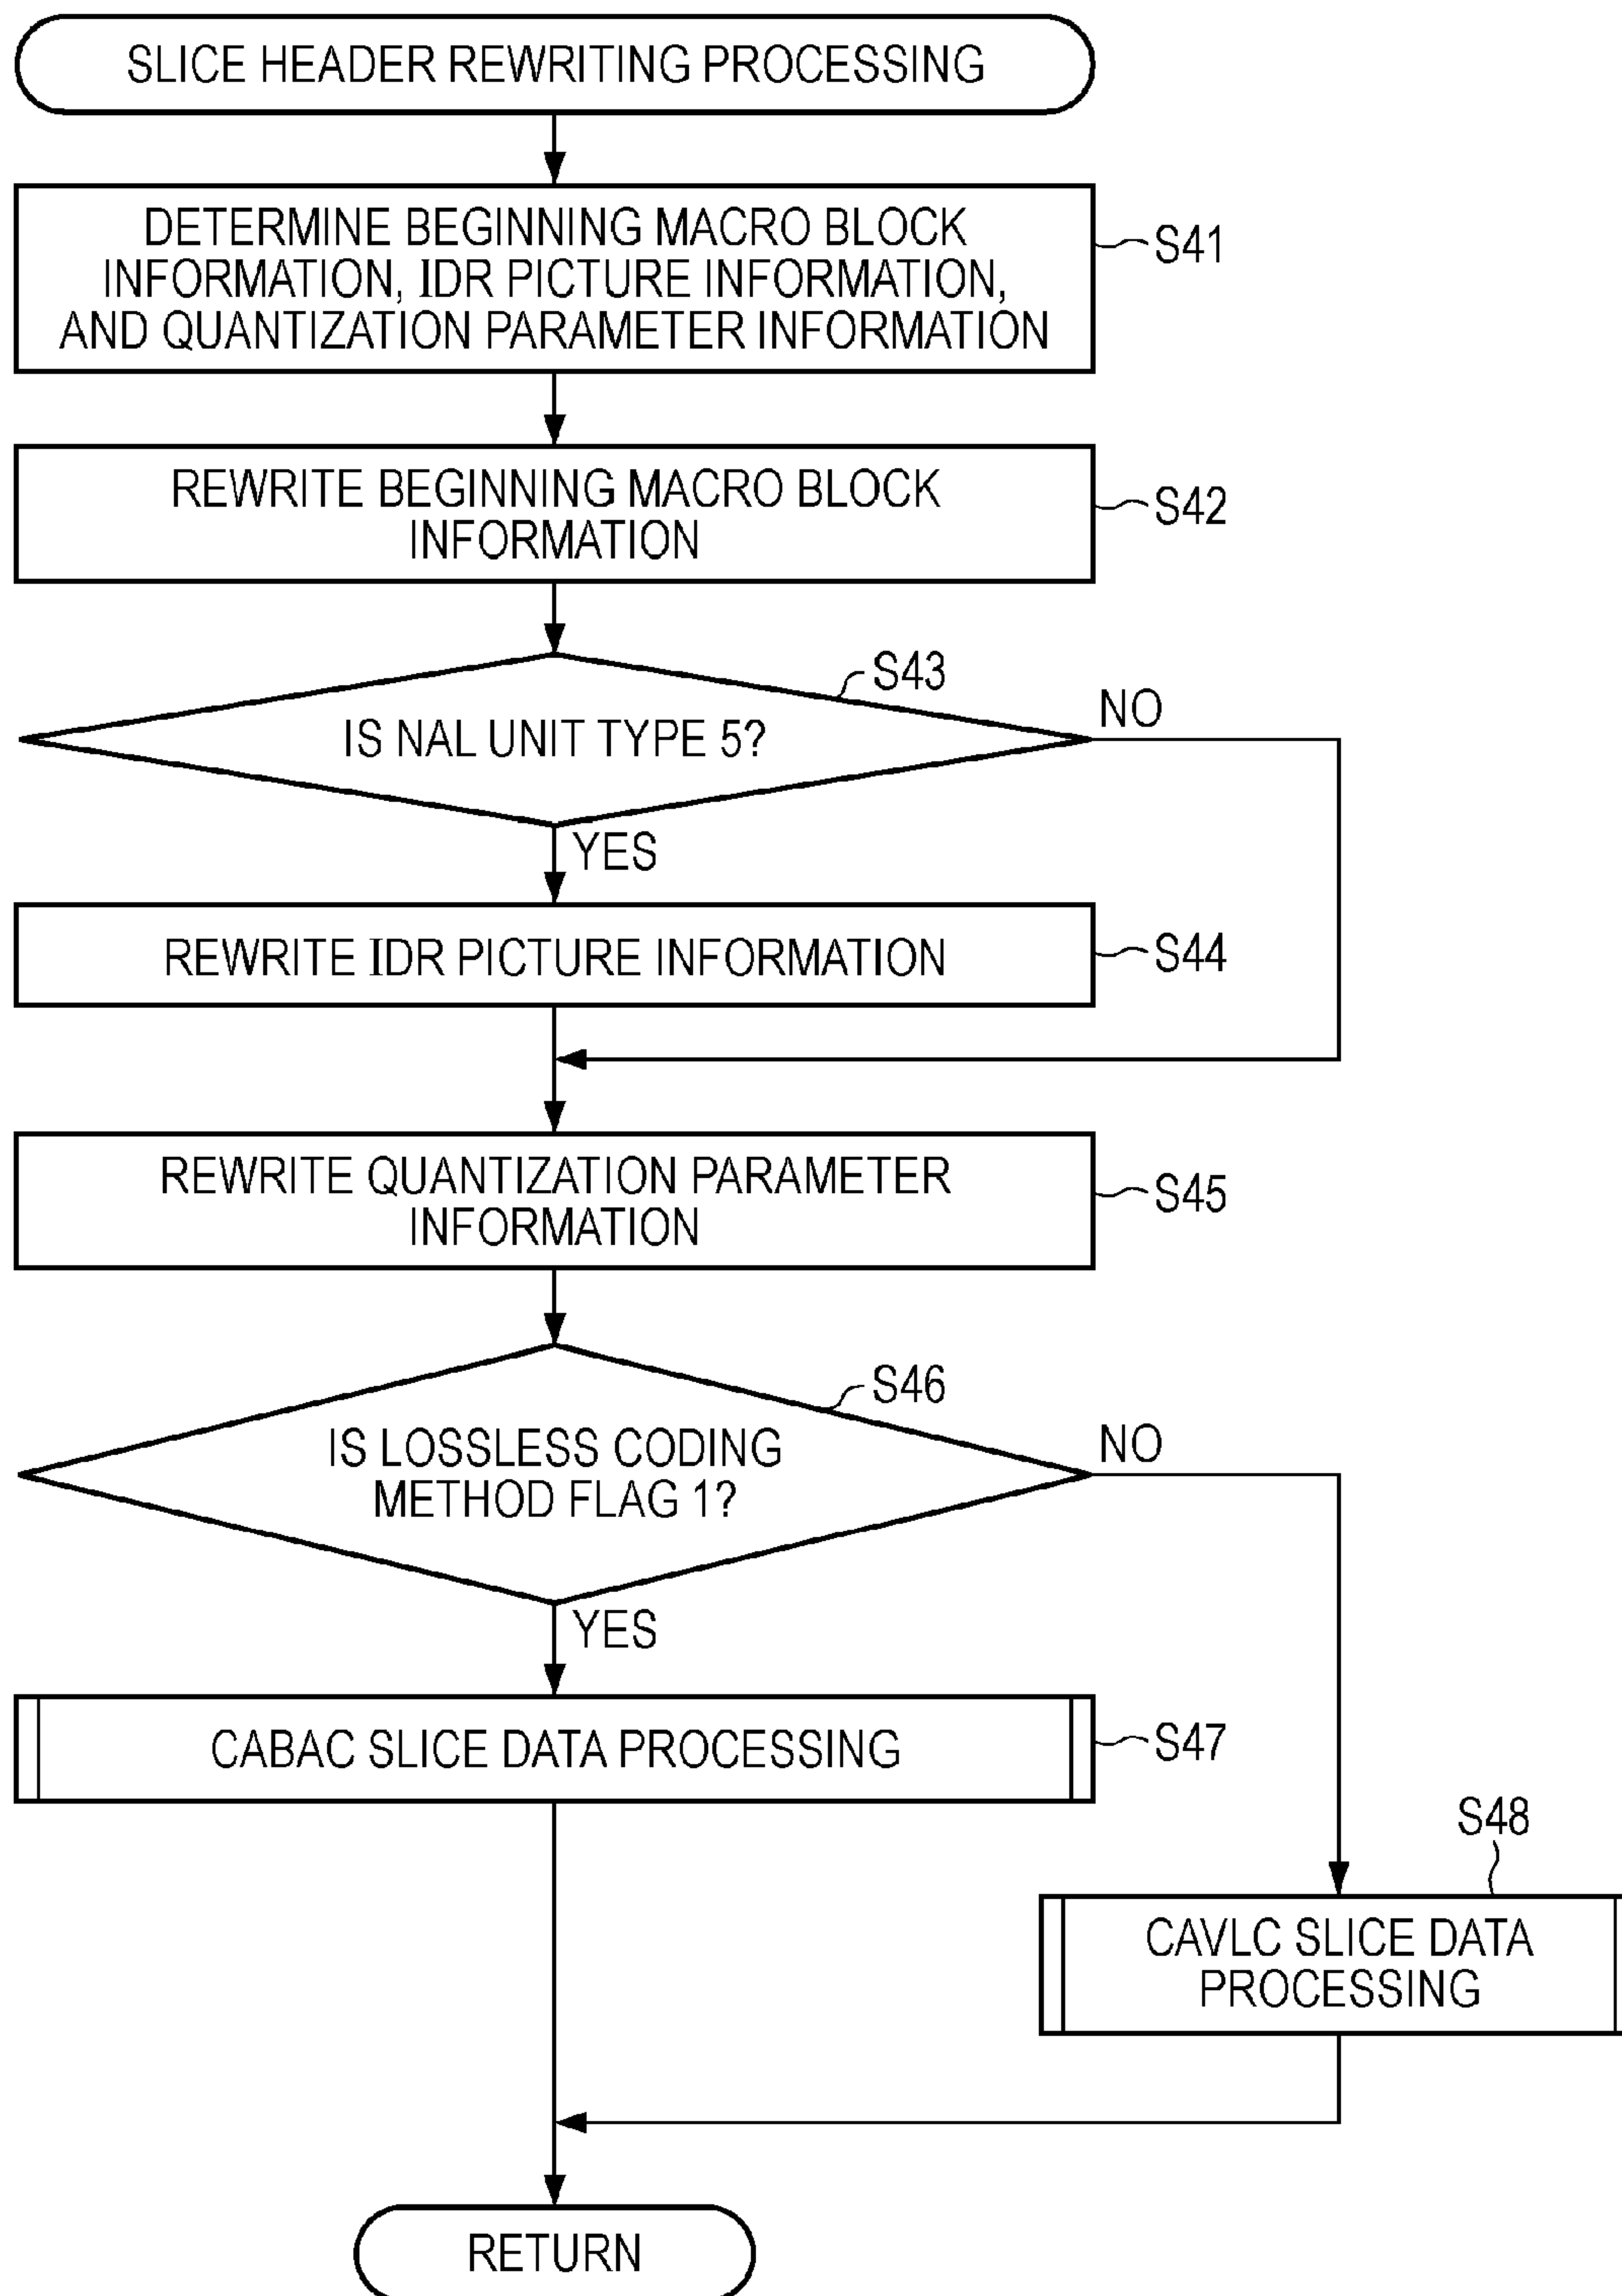 SLICE HEADER REWRITING PROCESSING
DETERMINE BEGINNING MACRO BLOCK
INFORMATION, IDR PICTURE INFORMATION,
AND QUANTIZATION PARAMETER INFORMATION
S41
REWRITE BEGINNING MACRO BLOCK
INFORMATION
S42
S43
IS NAL UNIT TYPE 5?
NO
YES
REWRITE IDR PICTURE INFORMATION
S44
REWRITE QUANTIZATION PARAMETER
INFORMATION
S45
S46
IS LOSSLESS CODING
METHOD FLAG 1?
NO
YES
CABAC SLICE DATA PROCESSING
S47
S48
CAVLC SLICE DATA
PROCESSING
RETURN